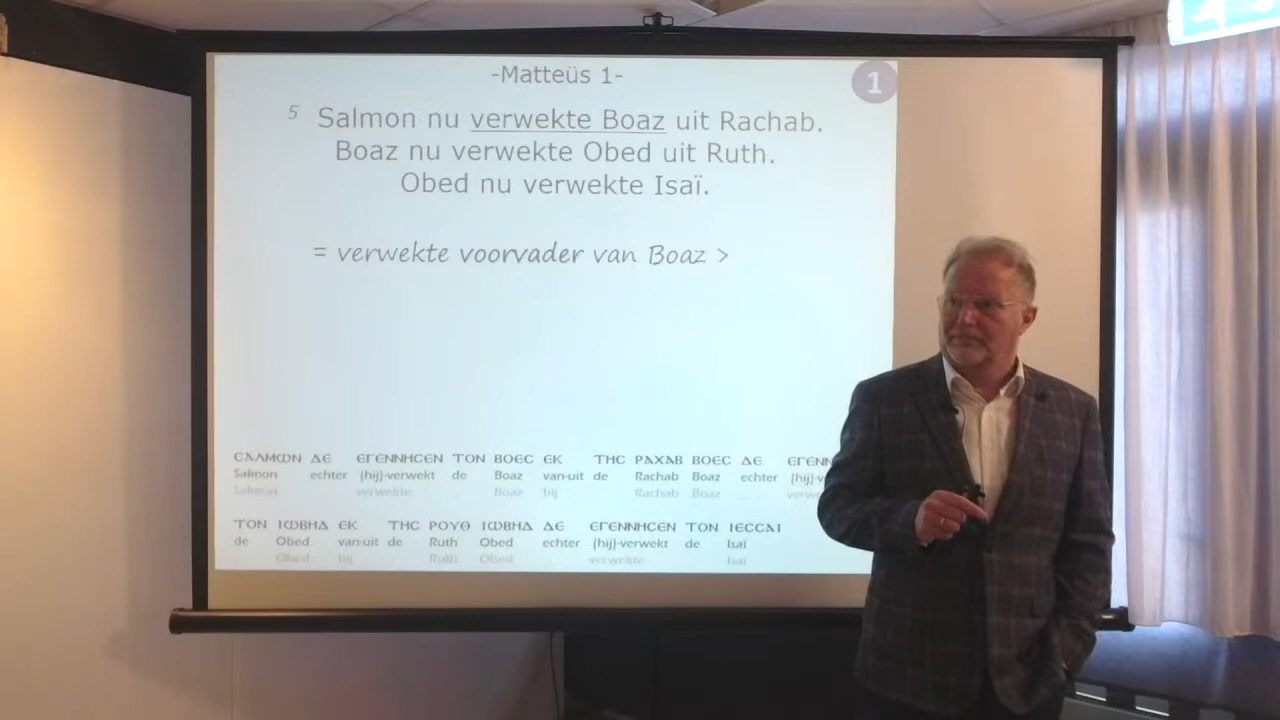 -Matteüs 1-
1
5 Salmon nu verwekte Boaz uit Rachab.
Boaz nu verwekte Obed uit Ruth.
Obed nu verwekte Isaï.
= verwekte voorvader van Boaz >
ϹΑΛΜΩΝ ΔΕ ΕΓΕΝΝΗϹΕΝ ΤΟΝ ΒΟΕϹ ΕΚ ΤΗϹ ΡΑΧΑΒ ΒΟΕϹ ΔΕ ΕΓΕΝΝ
Salmon echter (hij)-verwekt de Boaz van-uit de Rachab Boaz echter (hij)-v
Salmon verwekte Boaz bij Rachab Boaz verwe
ΤΟΝ ΙΩΒΗΔ ΕΚ ΤΗϹ ΡΟΥΘ ΙΩΒΗΔ ΔΕ ΕΓΕΝΝΗϹΕΝ ΤΟΝ ΙΕϹϹΑΙ
de Obed van-uit de Ruth Obed echter (hij)-verwekt de Isaï
Obed bij Ruth Obed verwekte Isaï